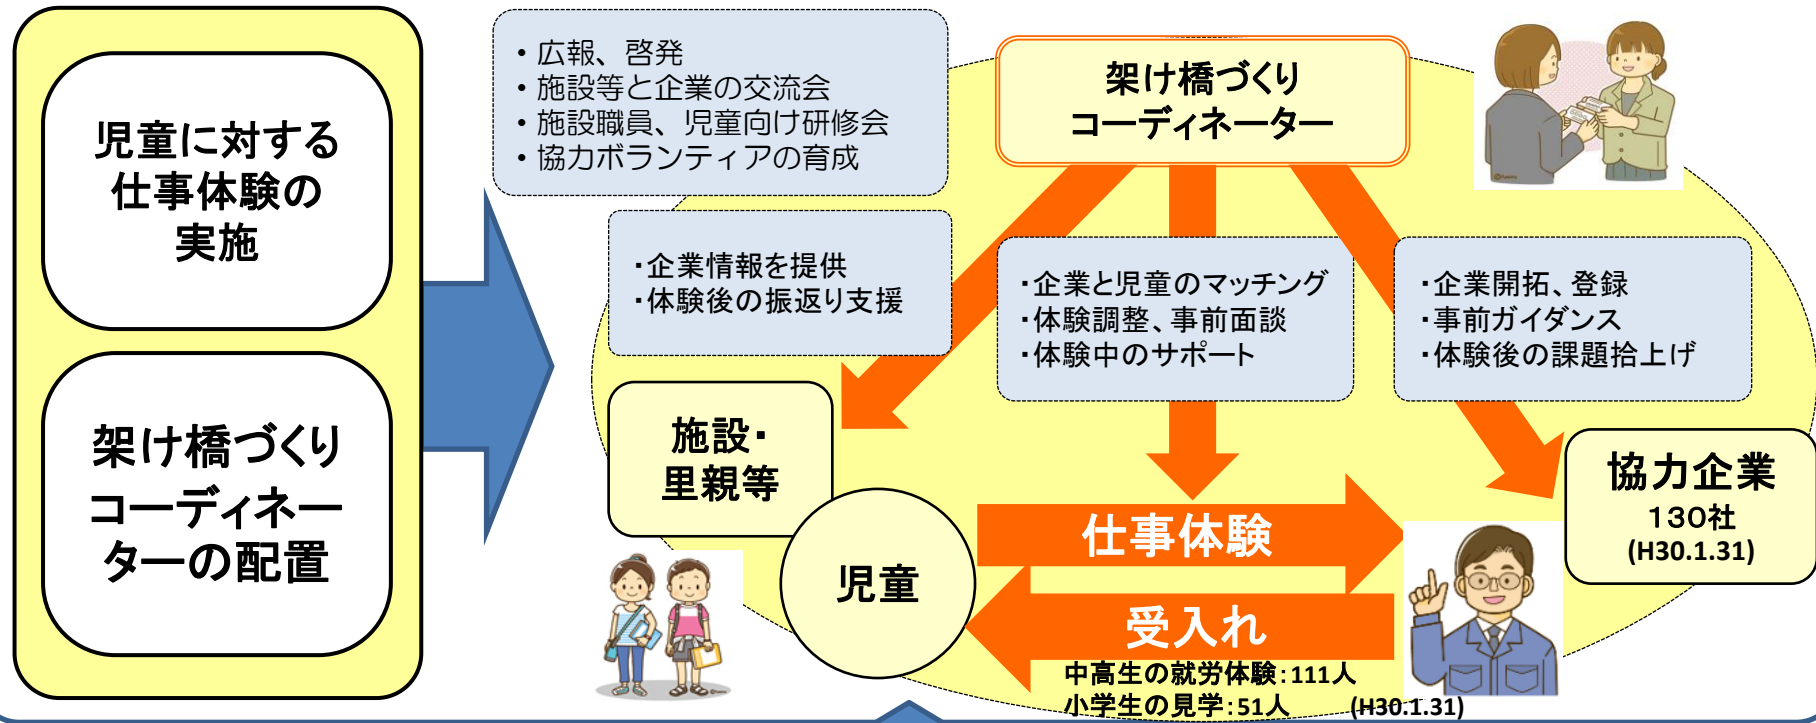 児童に対する
仕事体験の
実施
架け橋づくり
コーディネー
ターの配置
・広報、啓発
・施設等と企業の交流会
・施設職員、児童向け研修会
・協力ボランティアの育成
架け橋づくり
コーディネーター
・企業情報を提供
・体験後の振返り支援
・企業と児童のマッチング
・体験調整、事前面談
・体験中のサポート
・企業開拓、登録
・事前ガイダンス
・体験後の課題拾上げ
施設・
里親等
児童
仕事体験
受入れ
協力企業
130社
(H30.1.31)
中高生の就労体験:111人
小学生の見学:51人 (H30.1.31)